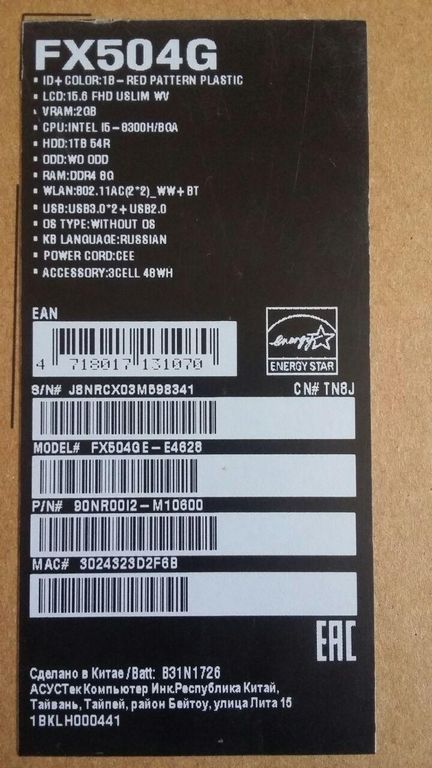 FX504G
▪ ID+COLOR:1B-RED PATTERN PLASTIC
▪ LCD:15.6 FHD USLIM WV
▪ VRAM:2GB
▪ CPU:INTEL I5-8300H/BGA
▪ HDD:1TB 54R
▪ ODD:WO ODD
▪ RAM:DDR4 8G
▪ WLAN:802.11AC(2*2)_WW+BT
▪ USB:USB3.0*2+USB2.0
▪ OS TYPE:WITHOUT OS
▪ KB LANGUAGE:RUSSIAN
▪ POWER CORD:CEE
▪ ACCESSORY:3CELL 48WH
EAN
4 718017 131070
energy
ENERGY STAR
S/N# J8NRCX03M598341 CN# TN8J
MODEL# FX504GE-E4628
P/N# 90NR00I2-M10600
MAC# 3024323D2F6B
EAC
Сделано в Китае/Batt: B31N1726
АСУСТек Компьютер Инк.Республика Китай,
Тайвань, Тайпей, район Бейтоу, улица Лита 15
1BKLH000441